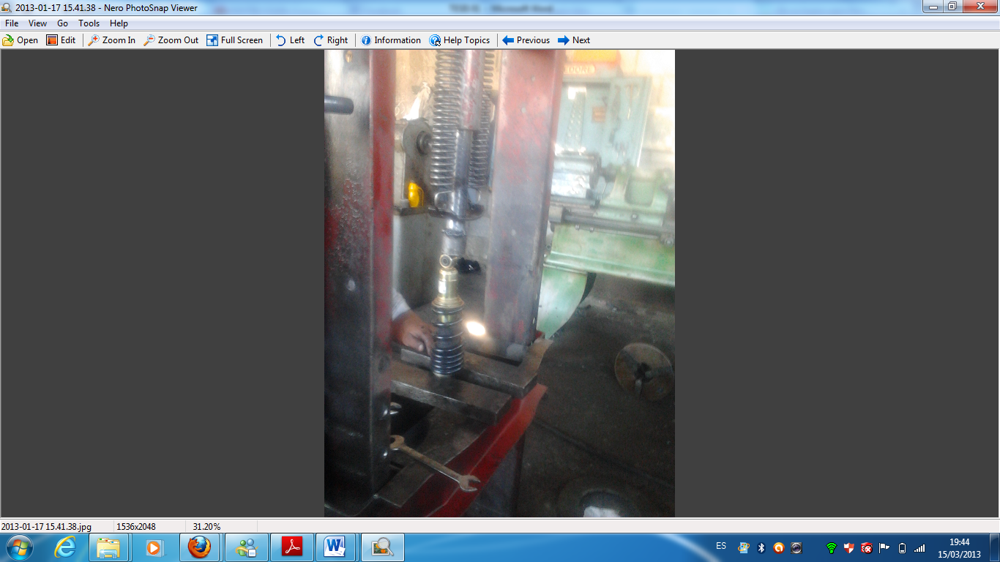 2013-01-17 15.41.38 - Nero PhotoSnap Viewer
File View Go Tools Help
Open Edit Zoom In Zoom Out Full Screen Left Right Information Help Topics Previous Next
2013-01-17 15.41.38.jpg 1536x2048 31.20%
ES
19:44
15/03/2013